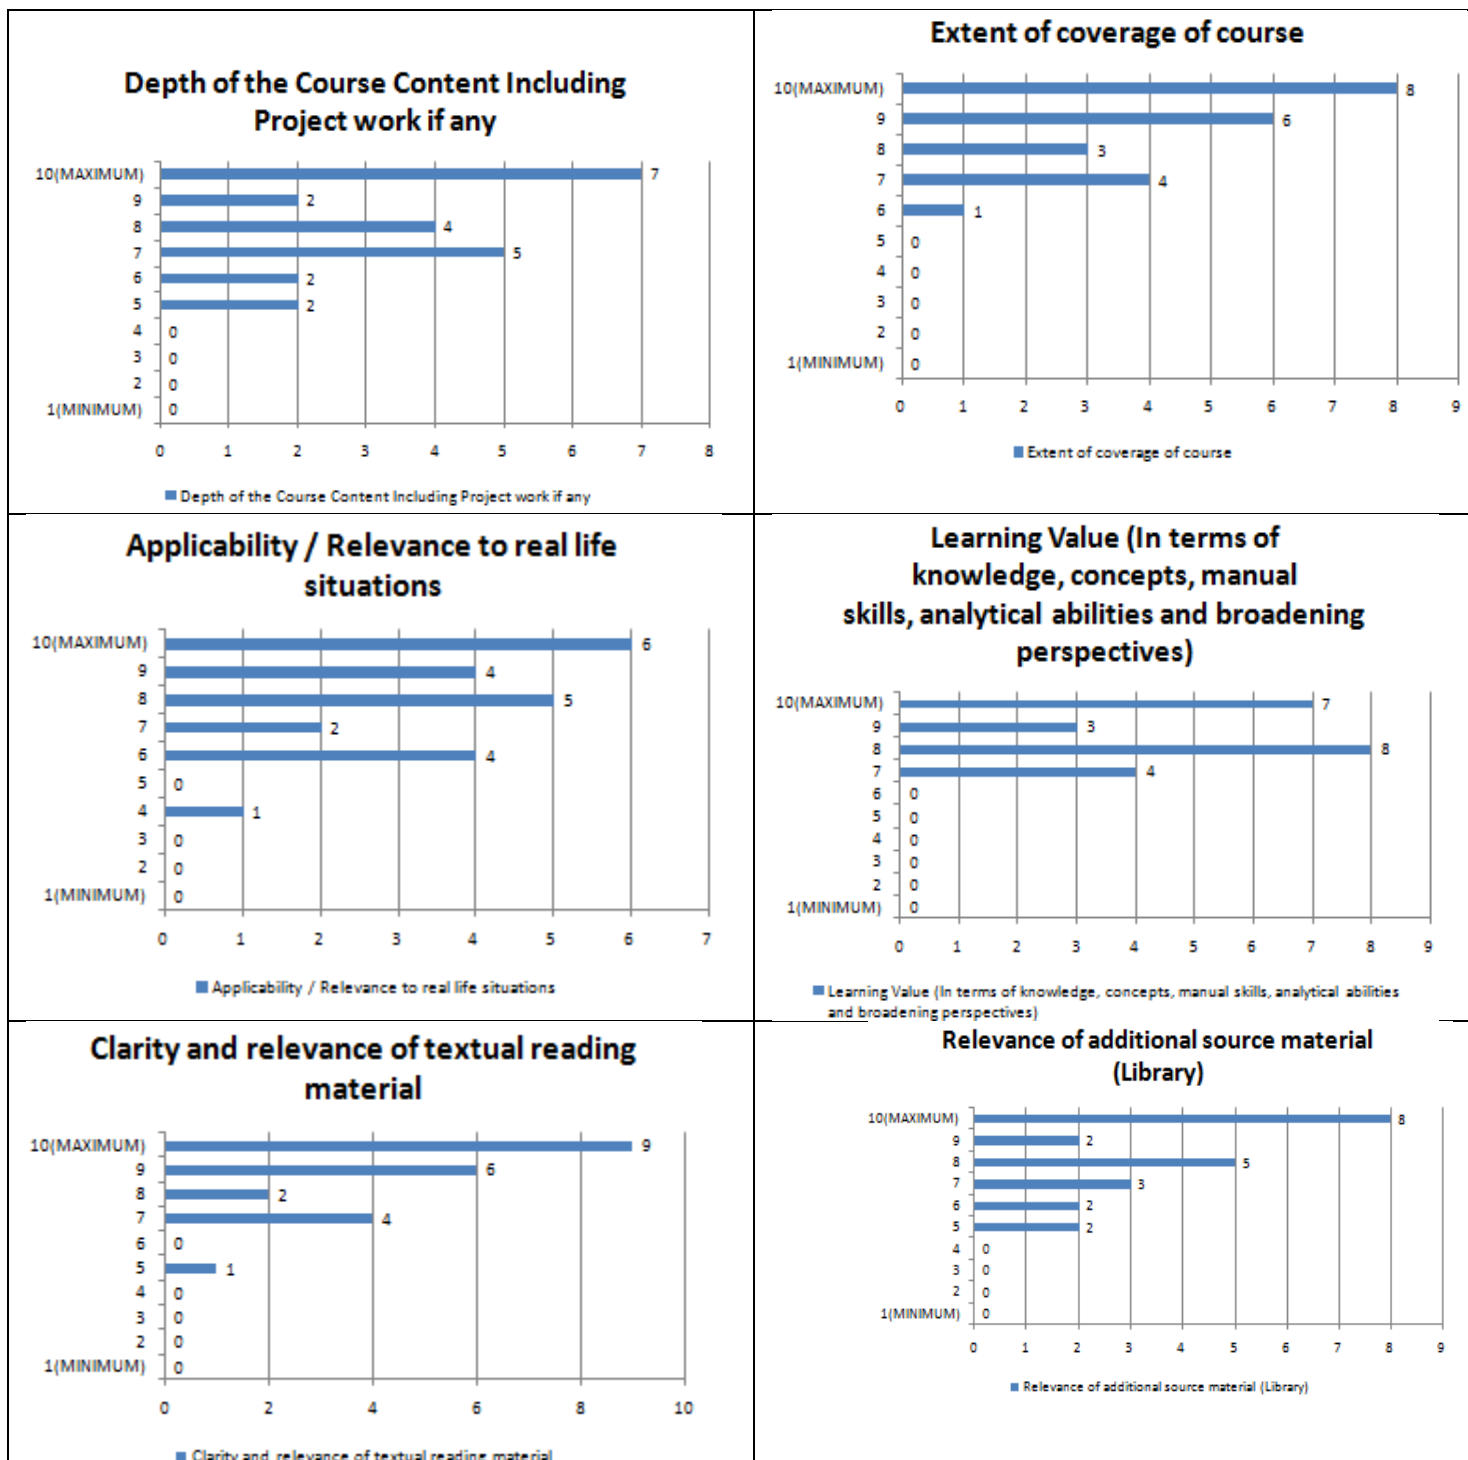 Depth of the Course Content Including
Project work if any
10(MAXIMUM) 7
9 2
8 4
7 5
6 2
5 2
4 0
3 0
2 0
1(MINIMUM) 0
0 1 2 3 4 5 6 7 8
Depth of the Course Content Including Project work if any
Extent of coverage of course
10(MAXIMUM) 8
9 6
8 3
7 4
6 1
5 0
4 0
3 0
2 0
1(MINIMUM) 0
0 1 2 3 4 5 6 7 8 9
Extent of coverage of course
Applicability / Relevance to real life
situations
10(MAXIMUM) 6
9 4
8 5
7 2
6 4
5 0
4 1
3 0
2 0
1(MINIMUM) 0
0 1 2 3 4 5 6 7
Applicability / Relevance to real life situations
Learning Value (In terms of
knowledge, concepts, manual
skills, analytical abilities and broadening
perspectives)
10(MAXIMUM) 7
9 3
8 8
7 4
6 0
5 0
4 0
3 0
2 0
1(MINIMUM) 0
0 1 2 3 4 5 6 7 8 9
Learning Value (In terms of knowledge, concepts, manual skills, analytical abilities
and broadening perspectives)
Clarity and relevance of textual reading
material
10(MAXIMUM) 9
9 6
8 2
7 4
6 0
5 1
4 0
3 0
2 0
1(MINIMUM) 0
0 2 4 6 8 10
Clarity and relevance of textual reading material
Relevance of additional source material
(Library)
10(MAXIMUM) 8
9 2
8 5
7 3
6 2
5 2
4 0
3 0
2 0
1(MINIMUM) 0
0 1 2 3 4 5 6 7 8 9
Relevance of additional source material (Library)